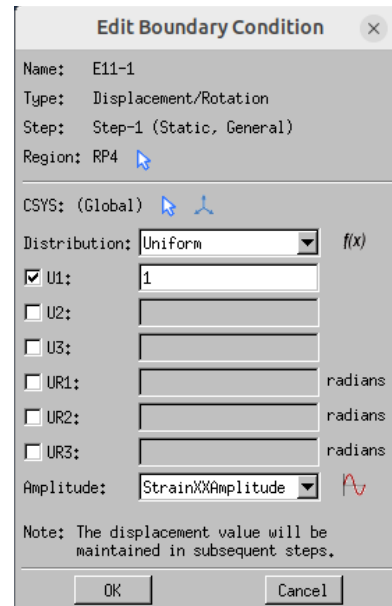 Edit Boundary Condition
Name: E11-1
Type: Displacement/Rotation
Step: Step-1 (Static, General)
Region: RP4
CSYS: (Global)
Distribution: Uniform f(x)
U1: 1
U2:
U3:
UR1: radians
UR2: radians
UR3: radians
Amplitude: StrainXXAmplitude
Note: The displacement value will be
maintained in subsequent steps.
OK Cancel